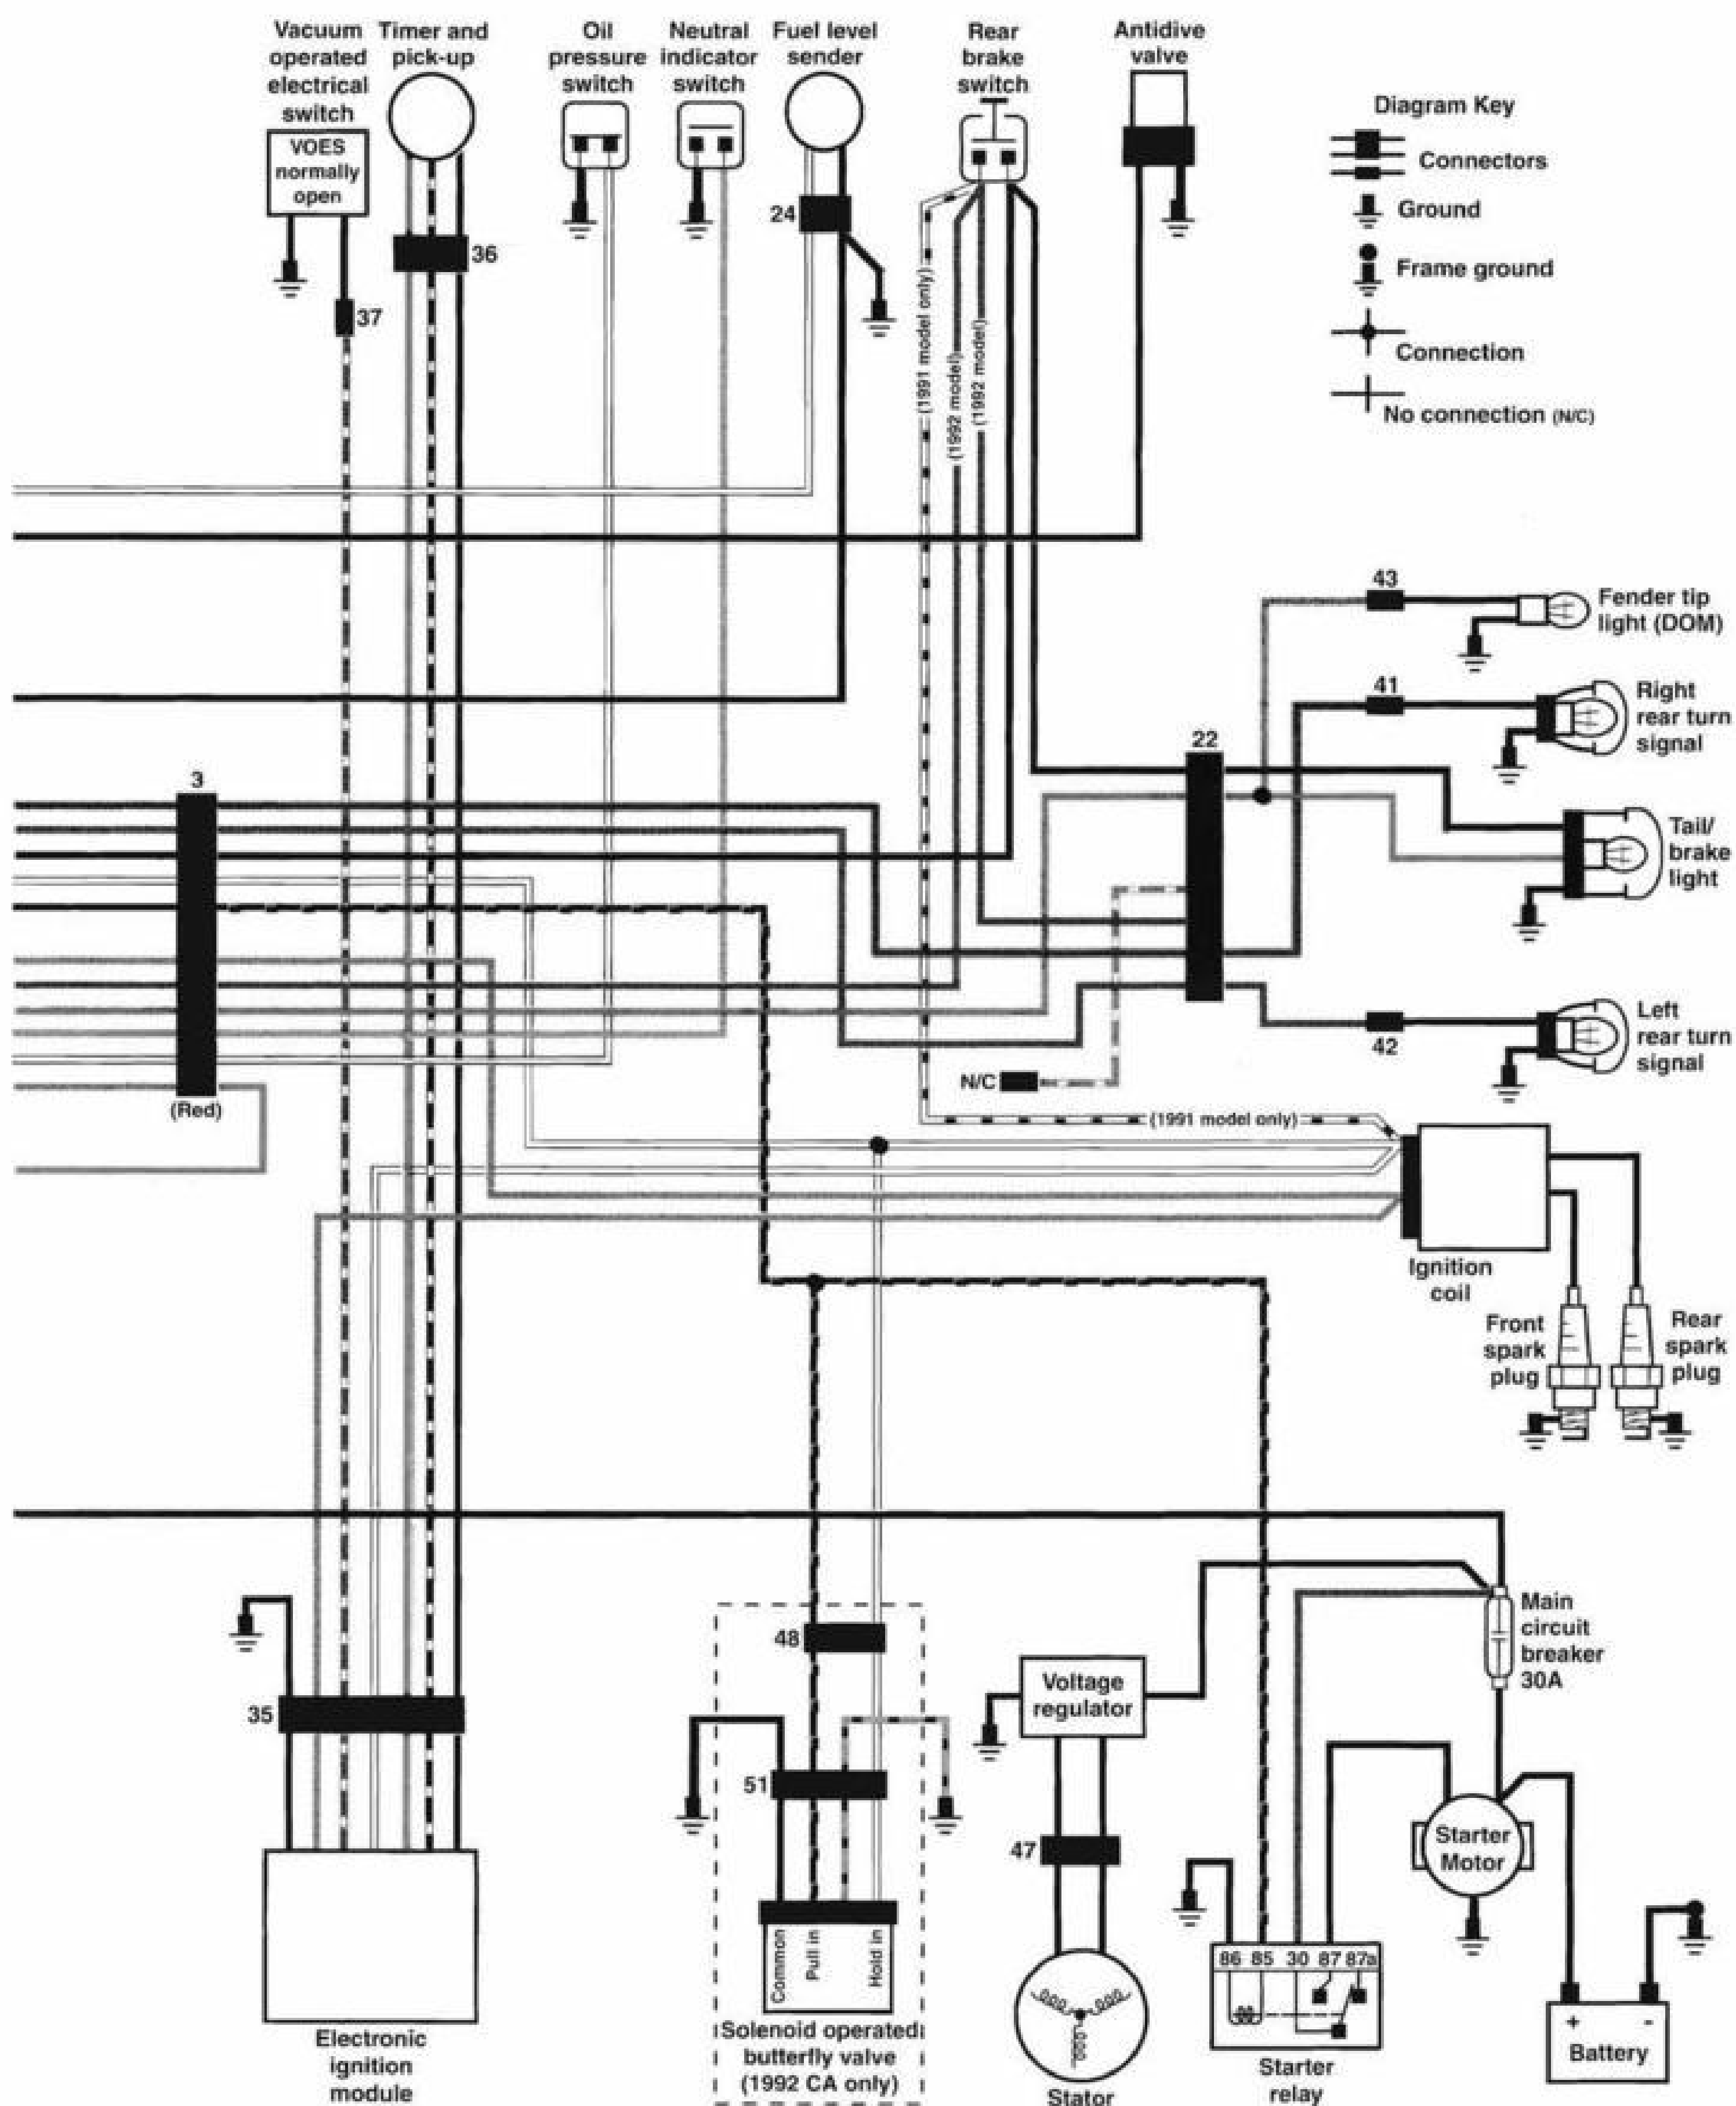 Vacuum
operated
electrical
switch
Timer and
pick-up
Oil
pressure
switch
Neutral
indicator
switch
Fuel level
sender
Rear
brake
switch
Antidive
valve
Diagram Key
Connectors
Ground
Frame ground
Connection
No connection (N/C)
VOES
normally
open
24
36
37
(1991 model only)
(1992 model)
(1992 model)
43
Fender tip
light (DOM)
41
Right
rear turn
signal
22
3
Tail/
brake
light
Left
rear turn
signal
42
N/C
(Red)
(1991 model only)
Ignition
coil
Front
spark
plug
Rear
spark
plug
Main
circuit
breaker
30A
48
Voltage
regulator
35
51
47
Starter
Motor
86 85 30 87 87a
Common
Pull in
Hold in
+ -
Battery
Electronic
ignition
module
Solenoid operated
butterfly valve
(1992 CA only)
Stator
Starter
relay